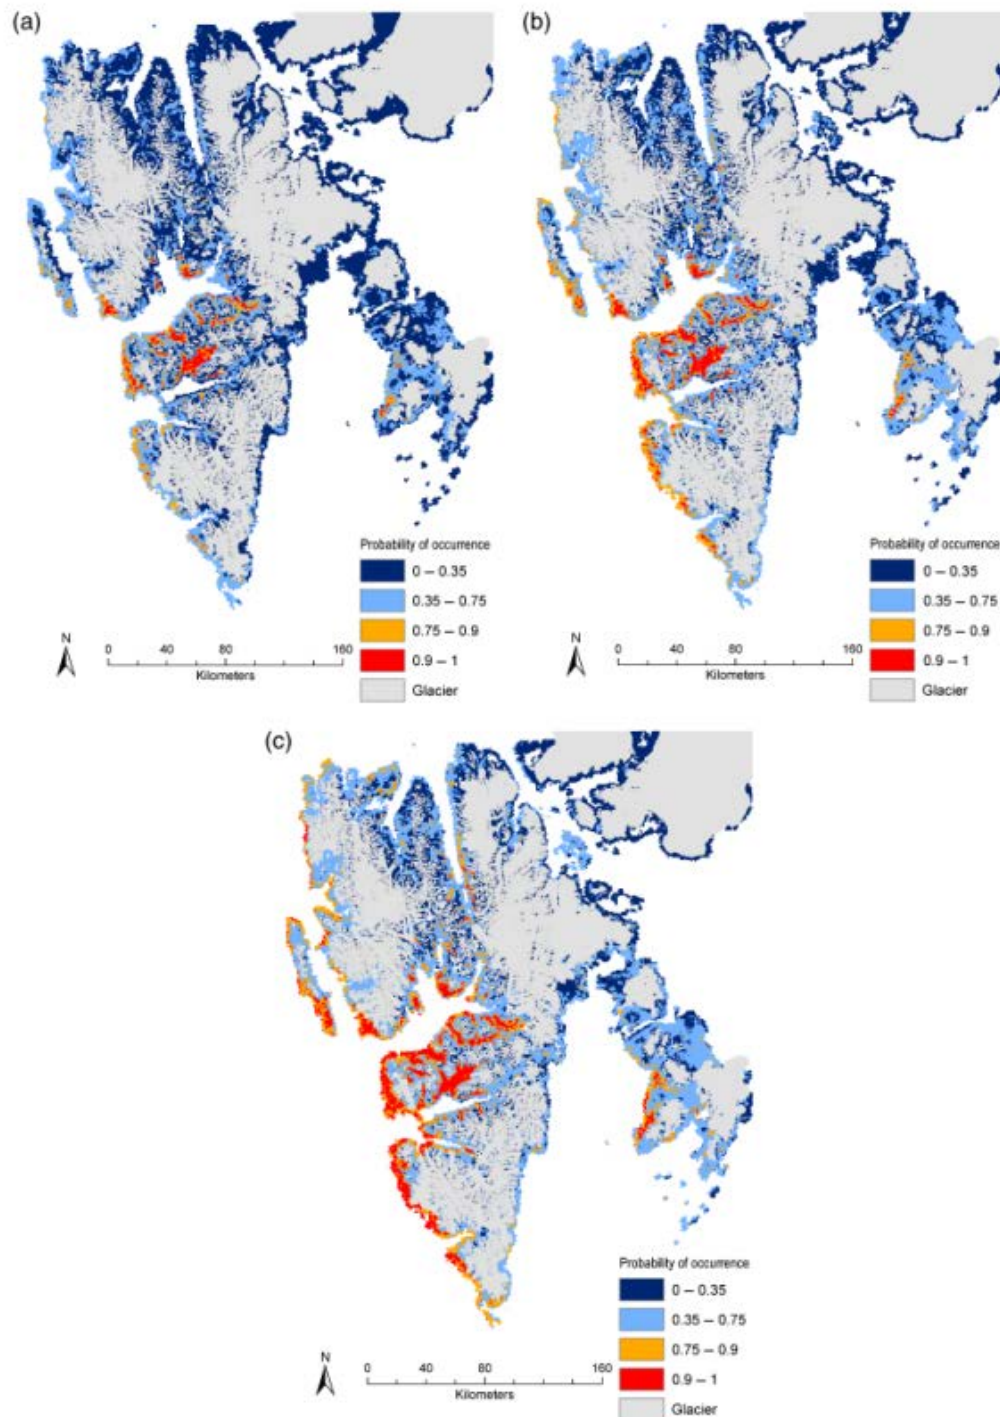 (a)
Probability of occurrence
0 – 0.35
0.35 – 0.75
0.75 – 0.9
0.9 – 1
Glacier
N
0 40 80 160
Kilometers
(b)
Probability of occurrence
0 – 0.35
0.35 – 0.75
0.75 – 0.9
0.9 – 1
Glacier
N
0 40 80 160
Kilometers
(c)
Probability of occurrence
0 – 0.35
0.35 – 0.75
0.75 – 0.9
0.9 – 1
Glacier
N
0 40 80 160
Kilometers